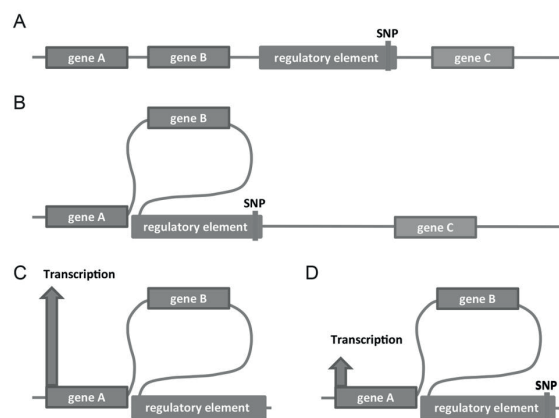 A
SNP
gene A gene B regulatory element gene C
B
gene B
SNP
gene A regulatory element gene C
C
Transcription
gene B
gene A
regulatory element
D
gene B
Transcription
SNP
gene A
regulatory element